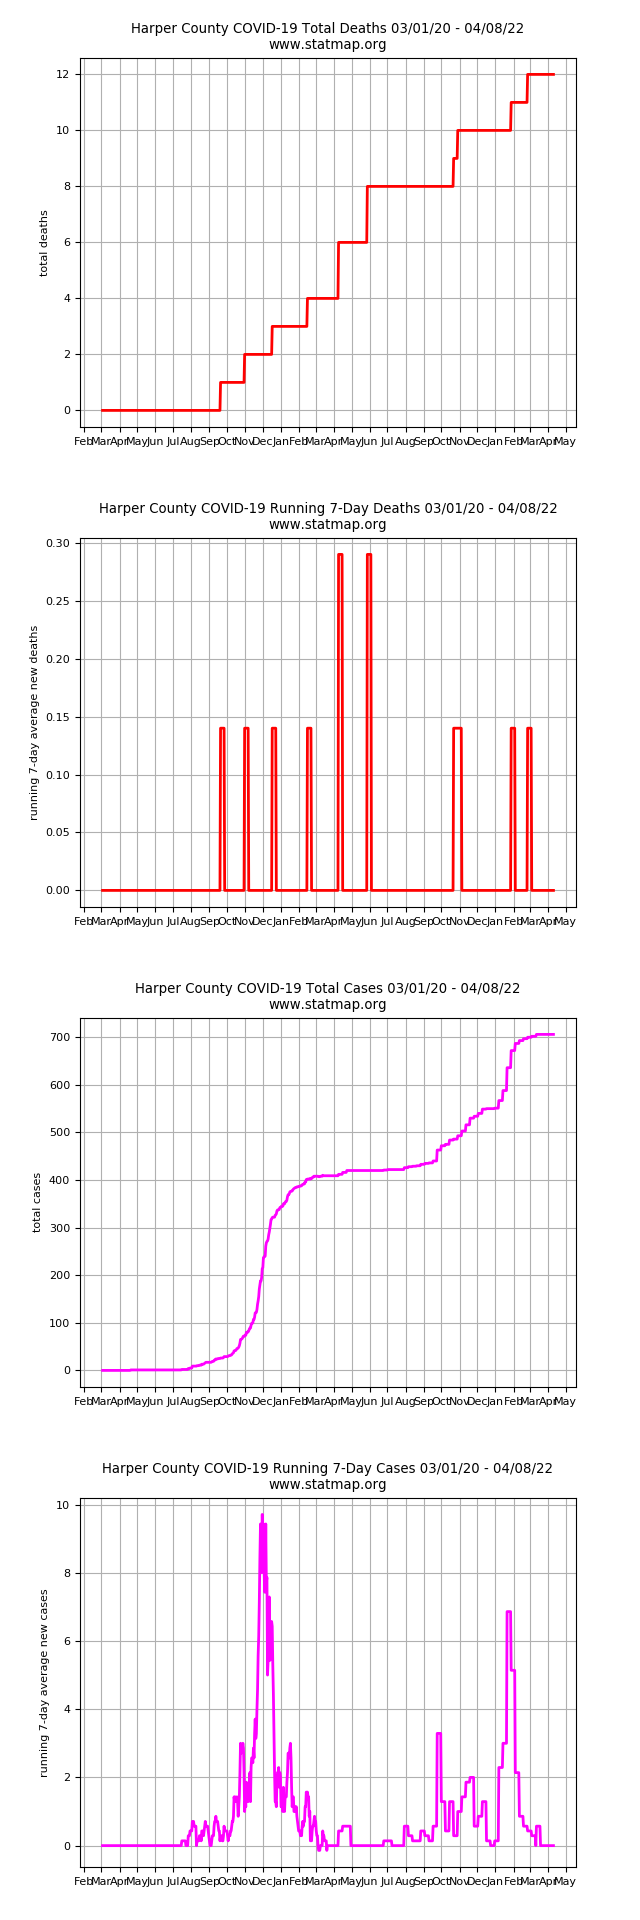 Harper County COVID-19 Total Deaths 03/01/20 - 04/08/22
www.statmap.org
12
10
8
6
4
2
0
total deaths
Feb Mar Apr May Jun Jul Aug Sep Oct Nov Dec Jan Feb Mar Apr May Jun Jul Aug Sep Oct Nov Dec Jan Feb Mar Apr May
Harper County COVID-19 Running 7-Day Deaths 03/01/20 - 04/08/22
www.statmap.org
0.30
0.25
0.20
0.15
0.10
0.05
0.00
running 7-day average new deaths
Feb Mar Apr May Jun Jul Aug Sep Oct Nov Dec Jan Feb Mar Apr May Jun Jul Aug Sep Oct Nov Dec Jan Feb Mar Apr May
Harper County COVID-19 Total Cases 03/01/20 - 04/08/22
www.statmap.org
700
600
500
400
300
200
100
0
total cases
Feb Mar Apr May Jun Jul Aug Sep Oct Nov Dec Jan Feb Mar Apr May Jun Jul Aug Sep Oct Nov Dec Jan Feb Mar Apr May
Harper County COVID-19 Running 7-Day Cases 03/01/20 - 04/08/22
www.statmap.org
10
8
6
4
2
0
running 7-day average new cases
Feb Mar Apr May Jun Jul Aug Sep Oct Nov Dec Jan Feb Mar Apr May Jun Jul Aug Sep Oct Nov Dec Jan Feb Mar Apr May